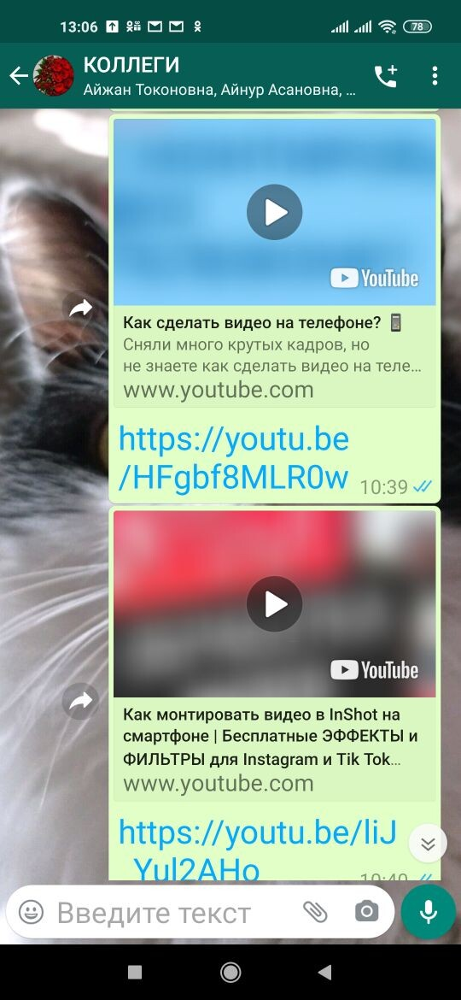 13:06
78
КОЛЛЕГИ
Айжан Токоновна, Айнур Асановна, ...
YouTube
Как сделать видео на телефоне?
Сняли много крутых кадров, но
не знаете как сделать видео на теле...
www.youtube.com
https://youtu.be
/HFgbf8MLR0w
10:39
YouTube
Как монтировать видео в InShot на
смартфоне | Бесплатные ЭФФЕКТЫ и
ФИЛЬТРЫ для Instagram и Tik Tok...
www.youtube.com
https://youtu.be/liJ
_Yul2AHo
10:40
Введите текст